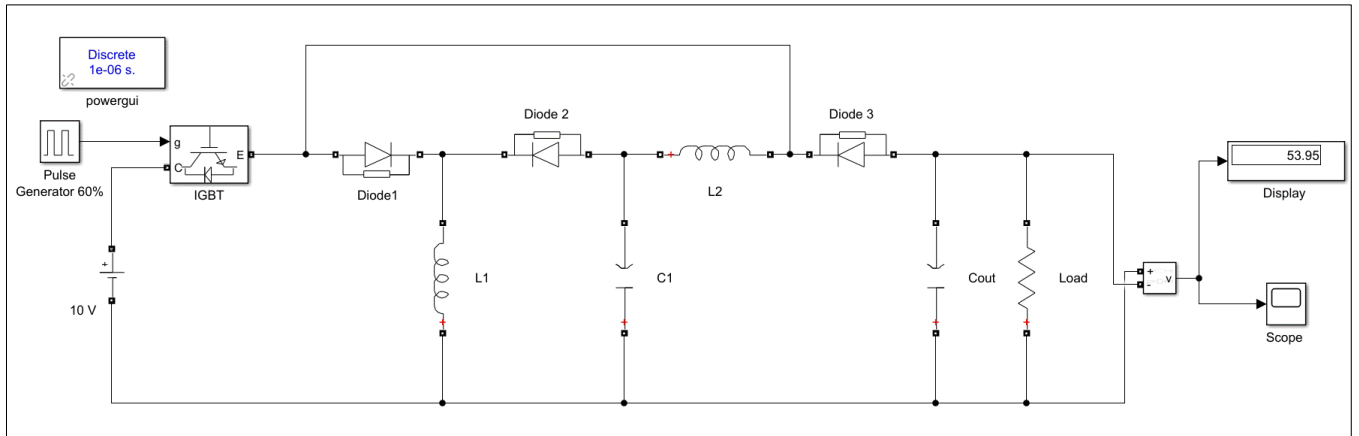 Discrete
1e-06 s.
powergui
Pulse
Generator 60%
g
C
E
IGBT
10 V
+
Diode1
Diode 2
Diode 3
L2
+
L1
+
C1
+
Cout
+
Load
+
+
-
v
53.95
Display
Scope